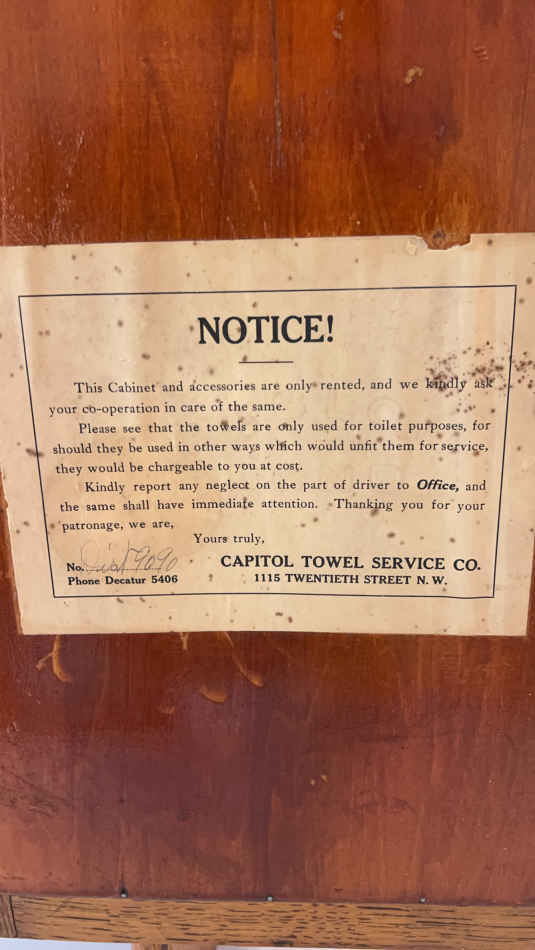 NOTICE!
This Cabinet and accessories are only rented, and we kindly ask
your co-operation in care of the same.
Please see that the towels are only used for toilet purposes, for
should they be used in other ways which would unfit them for service,
they would be chargeable to you at cost.
Kindly report any neglect on the part of driver to Office, and
the same shall have immediate attention. Thanking you for your
patronage, we are,
Yours truly,
No. 9090
CAPITOL TOWEL SERVICE CO.
Phone Decatur 5406
1115 TWENTIETH STREET N. W.